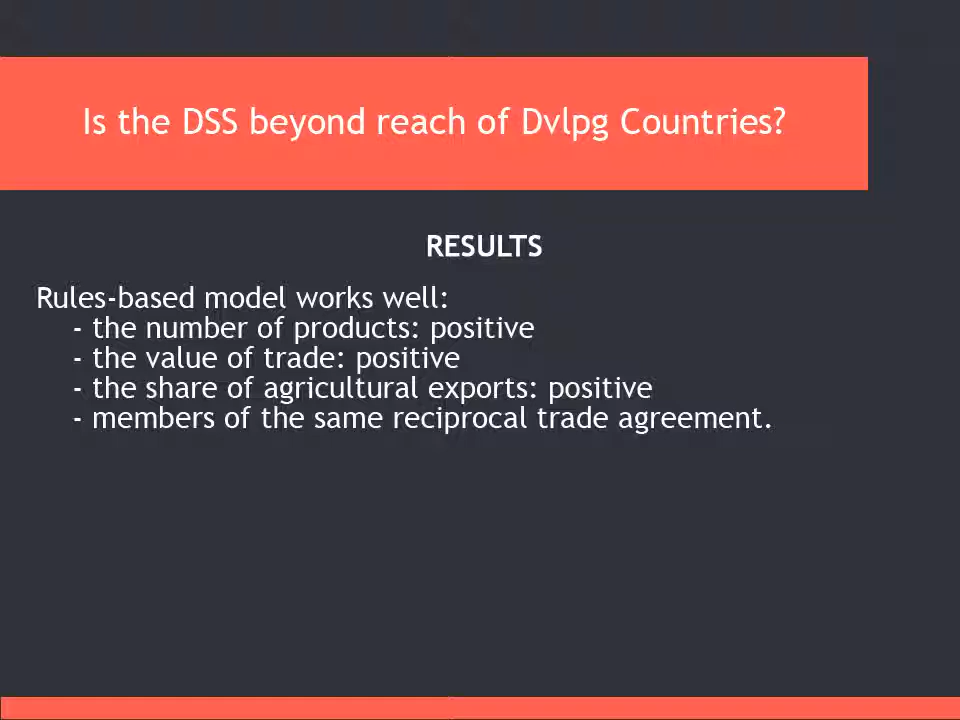 Is the DSS beyond reach of Dvlpg Countries?
RESULTS
Rules-based model works well:
- the number of products: positive
- the value of trade: positive
- the share of agricultural exports: positive
- members of the same reciprocal trade agreement.